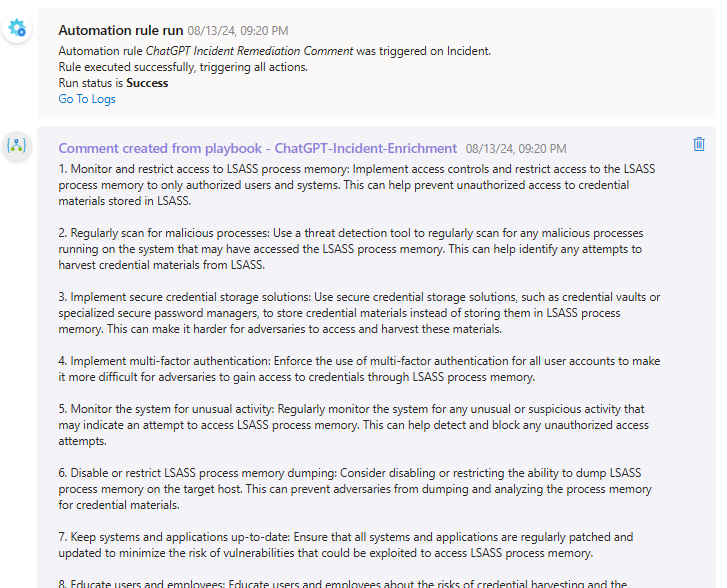 Automation rule run 08/13/24, 09:20 PM
Automation rule ChatGPT Incident Remediation Comment was triggered on Incident.
Rule executed successfully, triggering all actions.
Run status is Success
Go To Logs
Comment created from playbook - ChatGPT-Incident-Enrichment 08/13/24, 09:20 PM
1. Monitor and restrict access to LSASS process memory: Implement access controls and restrict access to the LSASS
process memory to only authorized users and systems. This can help prevent unauthorized access to credential
materials stored in LSASS.
2. Regularly scan for malicious processes: Use a threat detection tool to regularly scan for any malicious processes
running on the system that may have accessed the LSASS process memory. This can help identify any attempts to
harvest credential materials from LSASS.
3. Implement secure credential storage solutions: Use secure credential storage solutions, such as credential vaults or
specialized secure password managers, to store credential materials instead of storing them in LSASS process
memory. This can make it harder for adversaries to access and harvest these materials.
4. Implement multi-factor authentication: Enforce the use of multi-factor authentication for all user accounts to make
it more difficult for adversaries to gain access to credentials through LSASS process memory.
5. Monitor the system for unusual activity: Regularly monitor the system for any unusual or suspicious activity that
may indicate an attempt to access LSASS process memory. This can help detect and block any unauthorized access
attempts.
6. Disable or restrict LSASS process memory dumping: Consider disabling or restricting the ability to dump LSASS
process memory on the target host. This can prevent adversaries from dumping and analyzing the process memory
for credential materials.
7. Keep systems and applications up-to-date: Ensure that all systems and applications are regularly patched and
updated to minimize the risk of vulnerabilities that could be exploited to access LSASS process memory.
8. Educate users and employees: Educate users and employees about the risks of credential harvesting and the